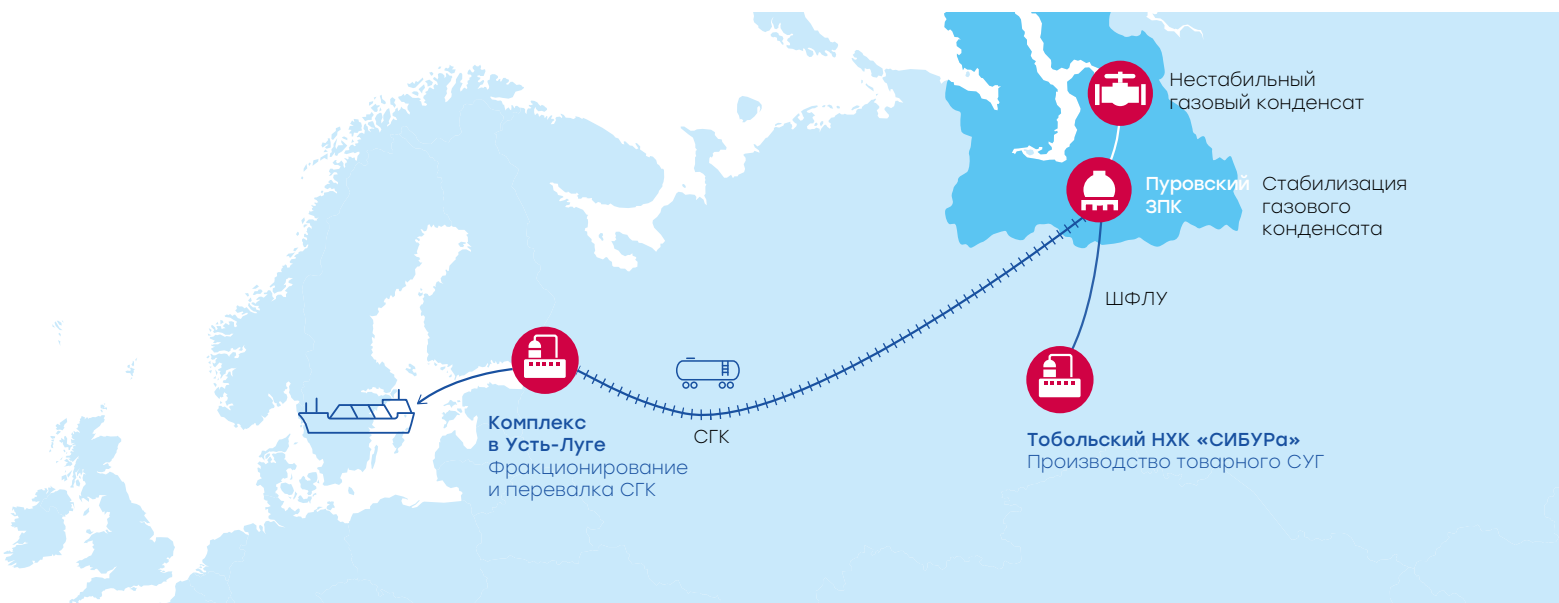 Нестабильный
газовый конденсат
Пуровский
ЗПК
Стабилизация
газового
конденсата
ШФЛУ
СГК
Комплекс
в Усть-Луге
Фракционирование
и перевалка СГК
Тобольский НХК «СИБУРа»
Производство товарного СУГ